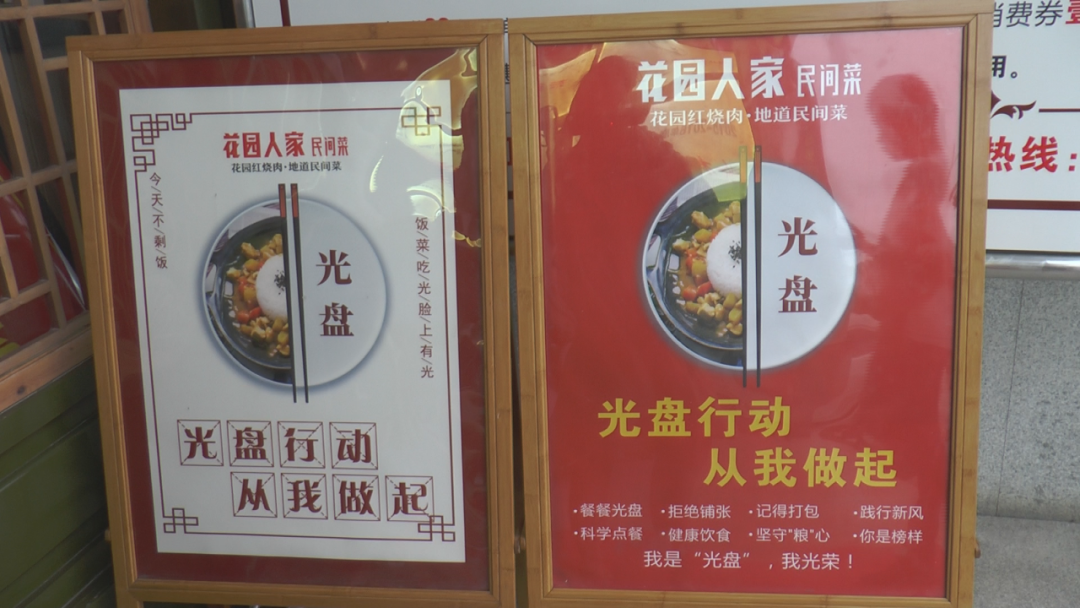 花园人家 民间菜
花园红烧肉·地道民间菜
今/天/不/剩/饭
饭/菜/吃/光/脸/上/有/光
光
盘
光盘行动
从我做起
花园人家 民间菜
花园红烧肉·地道民间菜
光
盘
光盘行动
从我做起
·餐餐光盘 ·拒绝铺张 ·记得打包 ·践行新风
·科学点餐 ·健康饮食 ·坚守"粮"心 ·你是榜样
我是“光盘”，我光荣！
消费券
用。
热线：